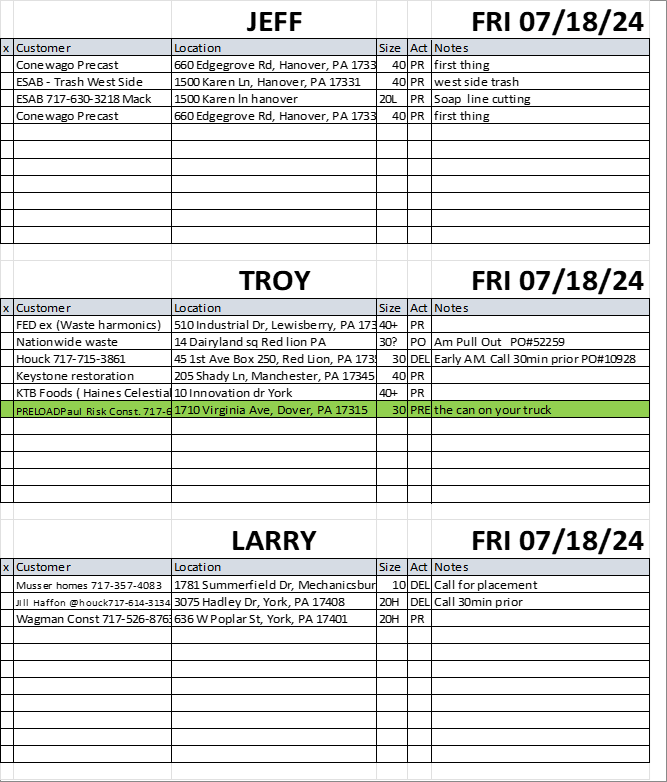 JEFF FRI 07/18/24
x Customer Location Size Act Notes
Conewago Precast 660 Edgegrove Rd, Hanover, PA 1733 40 PR first thing
ESAB - Trash West Side 1500 Karen Ln, Hanover, PA 17331 40 PR west side trash
ESAB 717-630-3218 Mack 1500 Karen ln hanover 20L PR Soap line cutting
Conewago Precast 660 Edgegrove Rd, Hanover, PA 1733 40 PR first thing
TROY FRI 07/18/24
x Customer Location Size Act Notes
FED ex (Waste harmonics) 510 Industrial Dr, Lewisberry, PA 173 40+ PR
Nationwide waste 14 Dairyland sq Red lion PA 30? PO Am Pull Out PO#52259
Houck 717-715-3861 45 1st Ave Box 250, Red Lion, PA 1735 30 DEL Early AM. Call 30min prior PO#10928
Keystone restoration 205 Shady Ln, Manchester, PA 17345 40 PR
KTB Foods ( Haines Celestial 10 Innovation dr York 40+ PR
PRELOADPaul Risk Const. 717-6 1710 Virginia Ave, Dover, PA 17315 30 PRE the can on your truck
LARRY FRI 07/18/24
x Customer Location Size Act Notes
Musser homes 717-357-4083 1781 Summerfield Dr, Mechanicsbur 10 DEL Call for placement
Jill Haffon @houck717-614-3134 3075 Hadley Dr, York, PA 17408 20H DEL Call 30min prior
Wagman Const 717-526-8763 636 W Poplar St, York, PA 17401 20H PR